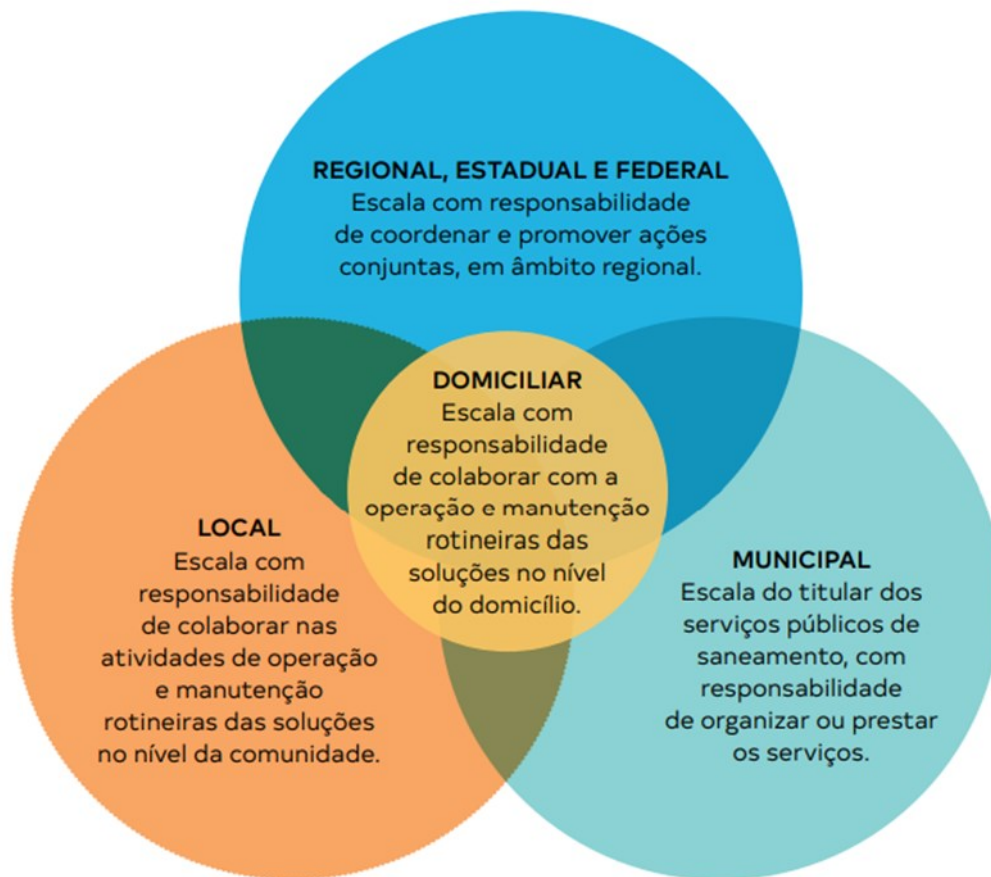 REGIONAL, ESTADUAL E FEDERAL
Escala com responsabilidade
de coordenar e promover ações
conjuntas, em âmbito regional.
DOMICILIAR
Escala com
responsabilidade
de colaborar com a
operação e manutenção
rotineiras das
soluções no nível
do domicílio.
LOCAL
Escala com
responsabilidade
de colaborar nas
atividades de operação
e manutenção
rotineiras das soluções
no nível da comunidade.
MUNICIPAL
Escala do titular dos
serviços públicos de
saneamento, com
responsabilidade
de organizar ou prestar
os serviços.